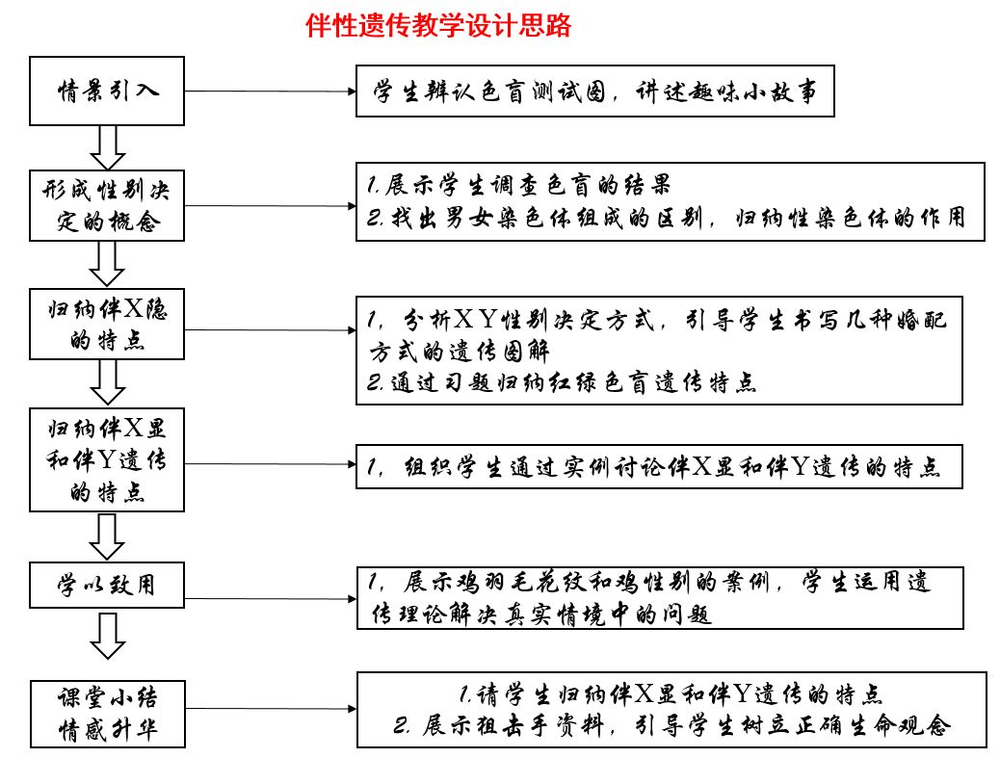 伴性遗传教学设计思路
情景引入
学生辨认色盲测试图，讲述趣味小故事
形成性别决
定的概念
1.展示学生调查色盲的结果
2.找出男女染色体组成的区别，归纳性染色体的作用
归纳伴X隐
的特点
1，分析XY性别决定方式，引导学生书写几种婚配
方式的遗传图解
2.通过习题归纳红绿色盲遗传特点
归纳伴X显
和伴Y遗传
的特点
1，组织学生通过实例讨论伴X显和伴Y遗传的特点
学以致用
1，展示鸡羽毛花纹和鸡性别的案例，学生运用遗
传理论解决真实情境中的问题
课堂小结
情感升华
1.请学生归纳伴X显和伴Y遗传的特点
2.展示狙击手资料，引导学生树立正确生命观念